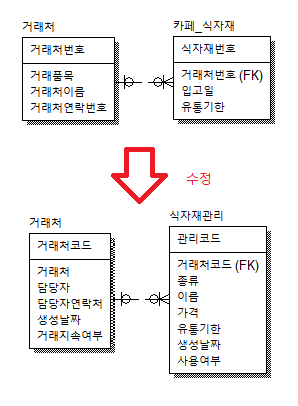 거래처
거래처번호
거래품목
거래처이름
거래처연락번호
카페_식자재
식자재번호
거래처번호 (FK)
입고일
유통기한
수정
거래처
거래처코드
거래처
담당자
담당자연락처
생성날짜
거래지속여부
식자재관리
관리코드
거래처코드 (FK)
종류
이름
가격
유통기한
생성날짜
사용여부